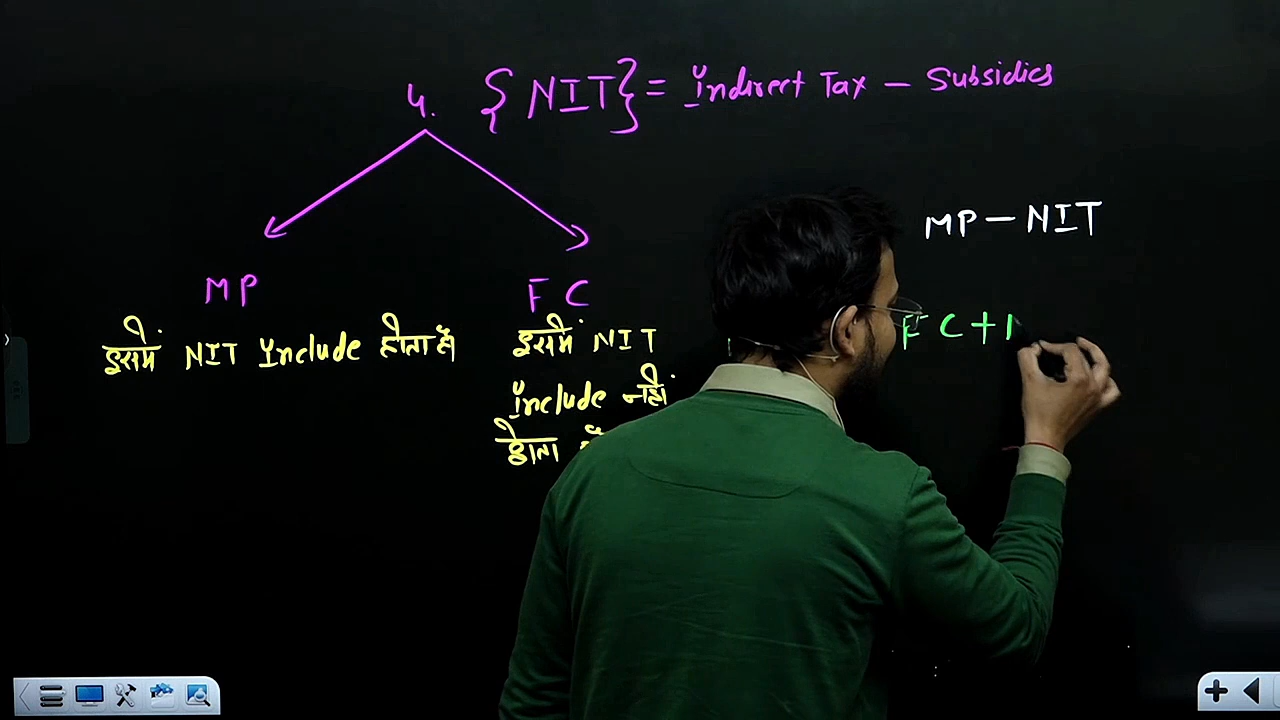 4. {NIT} = Indirect Tax – Subsidies
MP
इसमें NIT Include होता है
FC
इसमें NIT
include नहीं
होता
MP – NIT
FC +